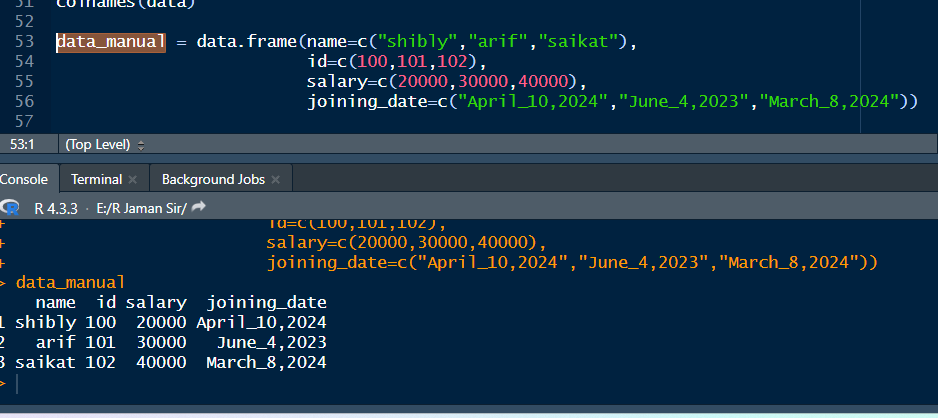 51 colnames(data)
52
53 data_manual = data.frame(name=c("shibly","arif","saikat"),
54 id=c(100,101,102),
55 salary=c(20000,30000,40000),
56 joining_date=c("April_10,2024","June_4,2023","March_8,2024"))
57
53:1 (Top Level)
Console Terminal Background Jobs
R 4.3.3 · E:/R Jaman Sir/
+ id=c(100,101,102),
+ salary=c(20000,30000,40000),
+ joining_date=c("April_10,2024","June_4,2023","March_8,2024"))
> data_manual
name id salary joining_date
1 shibly 100 20000 April_10,2024
2 arif 101 30000 June_4,2023
3 saikat 102 40000 March_8,2024
>